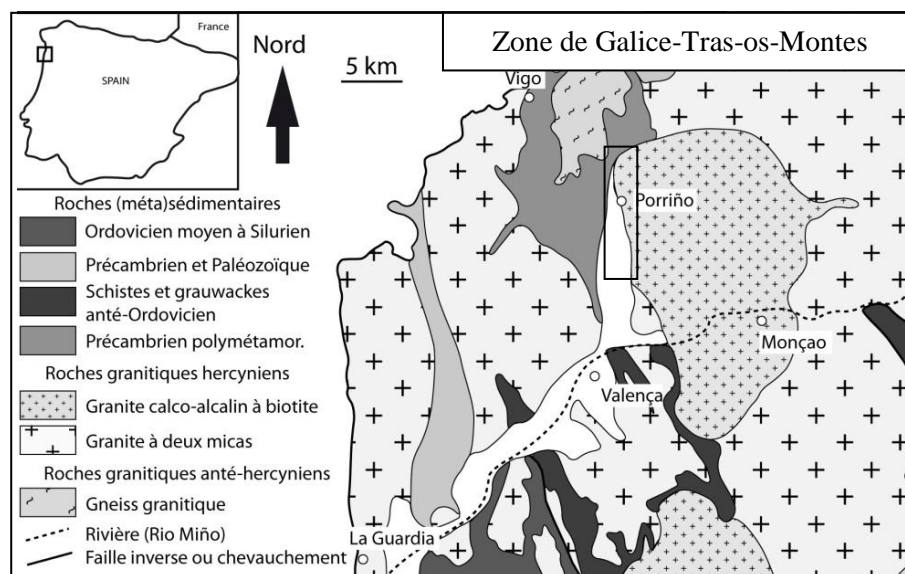 France
SPAIN
Nord
5 km
Zone de Galice-Tras-os-Montes
Vigo
Porriño
Monçao
Valença
La Guardia
Roches (méta)sédimentaires
Ordovicien moyen à Silurien
Précambrien et Paléozoïque
Schistes et grauwackes
anté-Ordovicien
Précambrien polymétamor.
Roches granitiques hercyniens
Granite calco-alcalin à biotite
Granite à deux micas
Roches granitiques anté-hercyniens
Gneiss granitique
Rivière (Rio Miño)
Faille inverse ou chevauchement